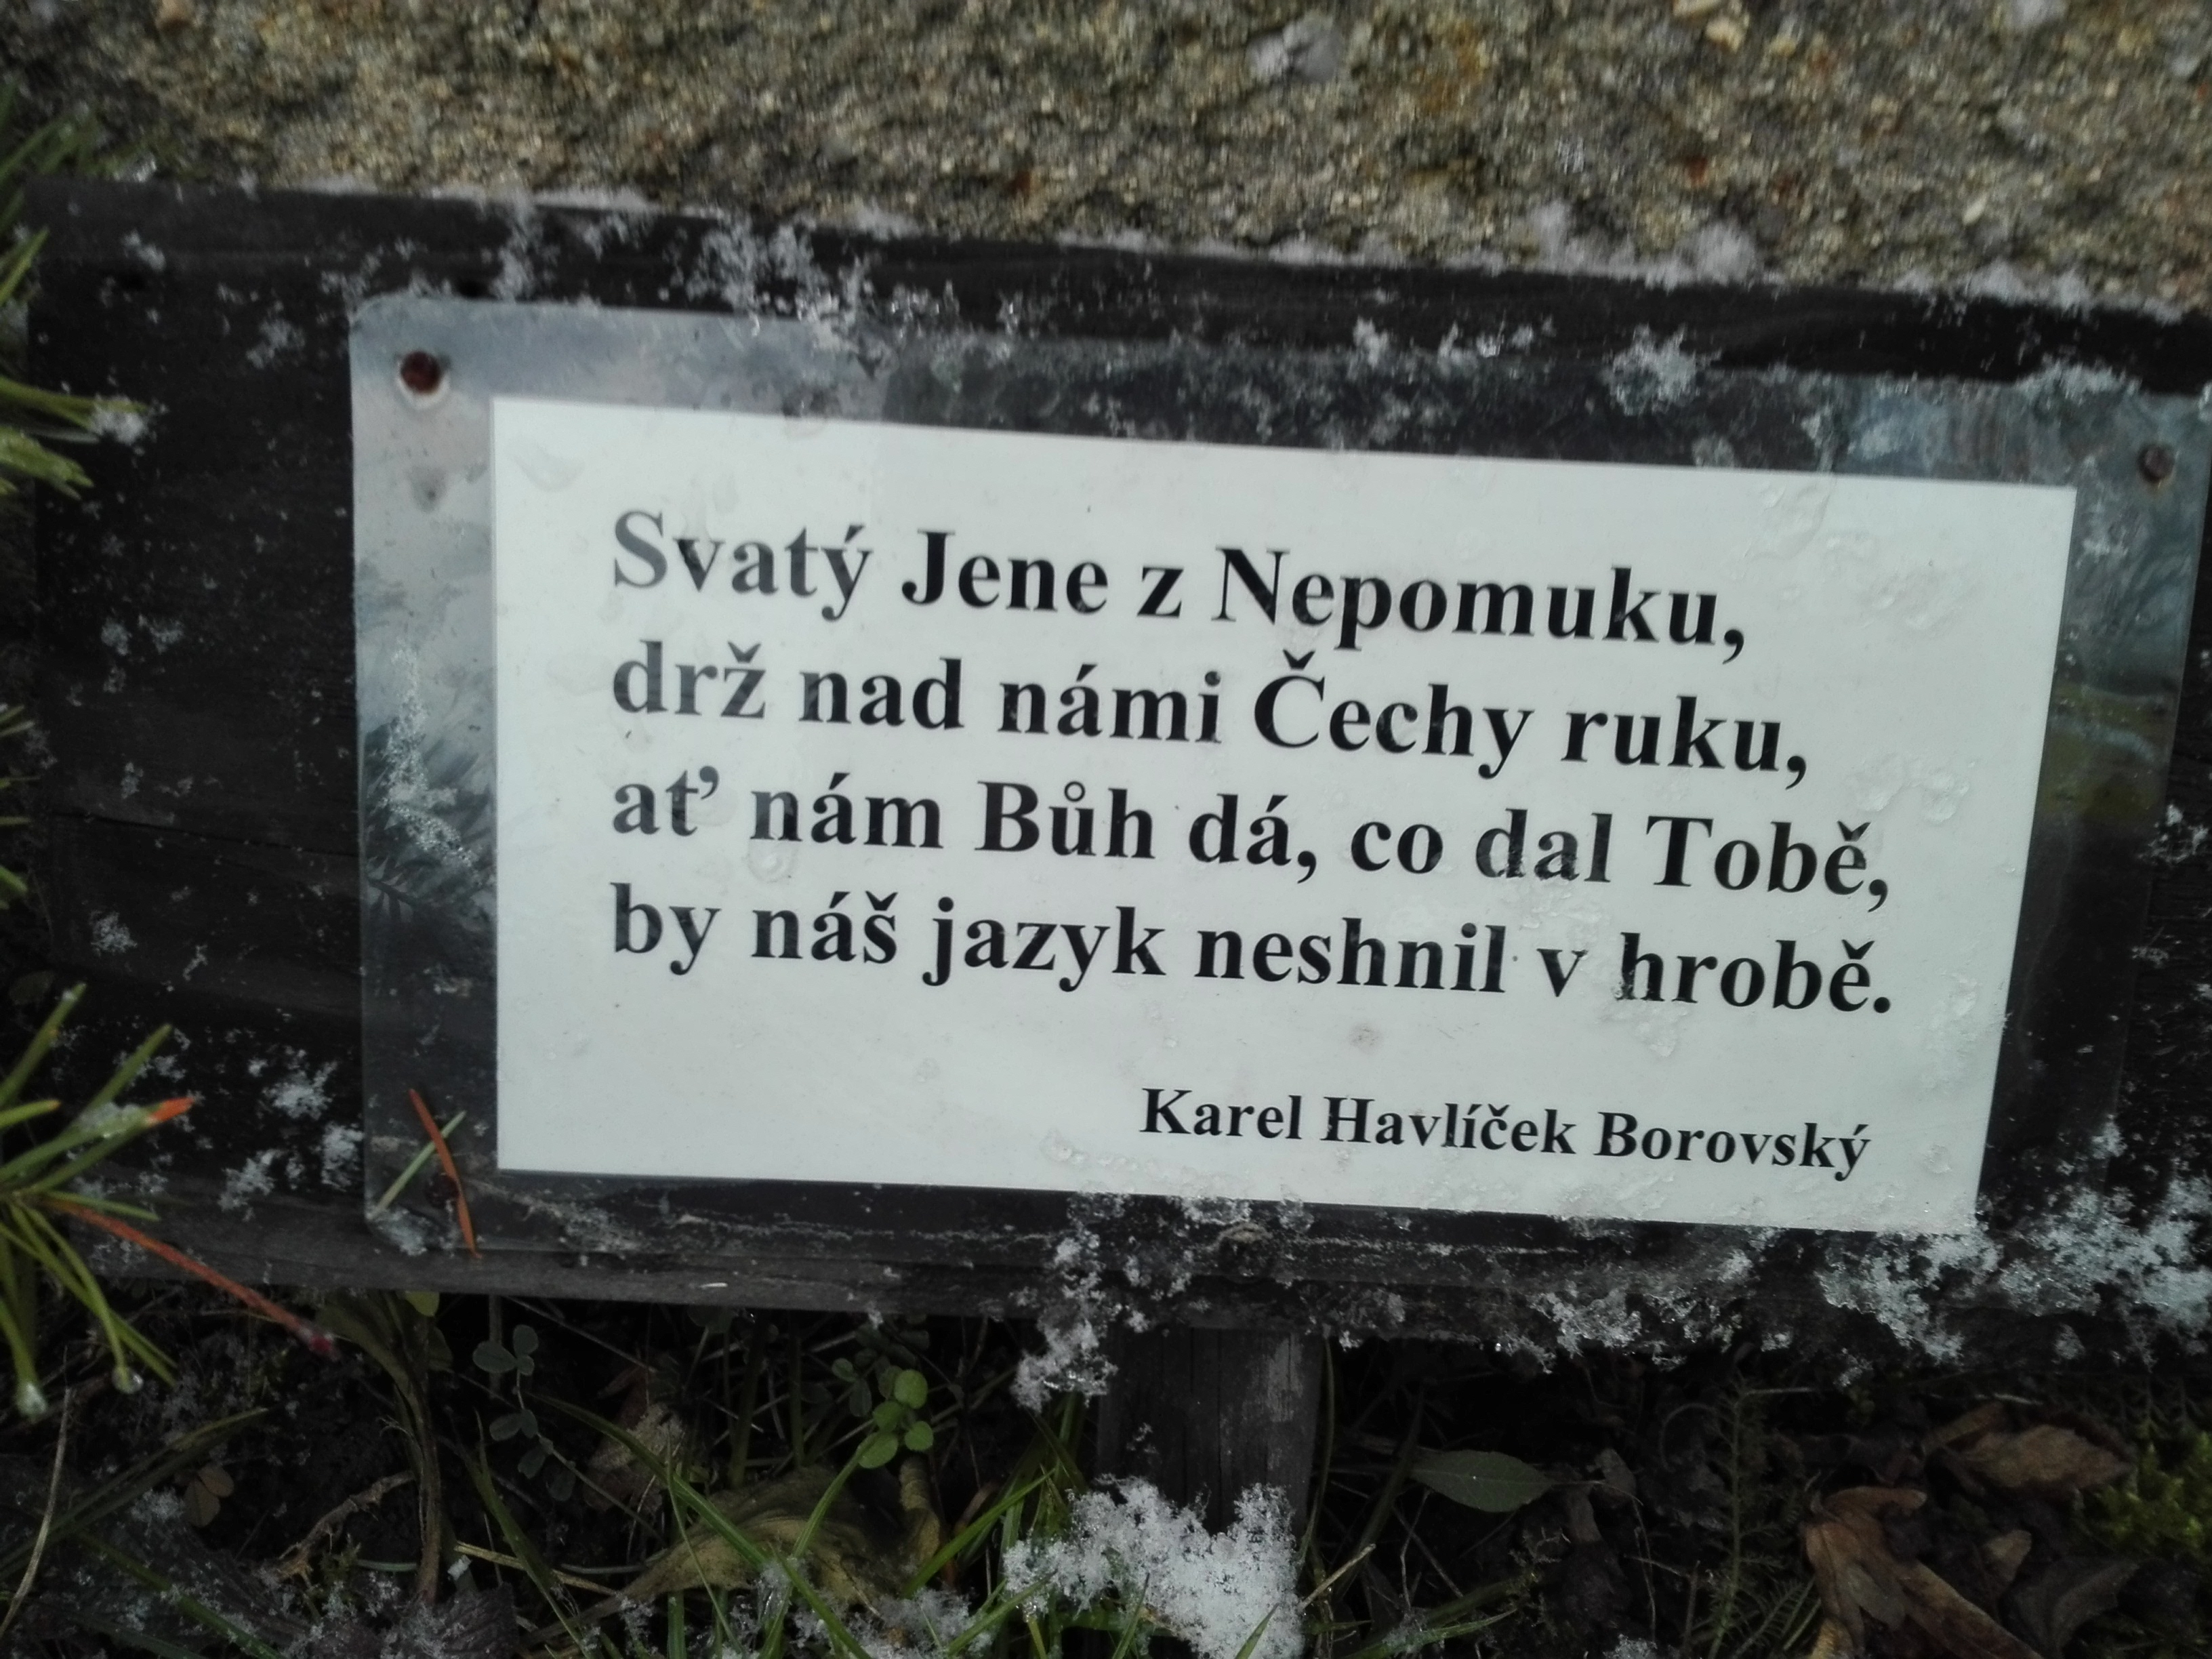 Svatý Jene z Nepomuku,
drž nad námi Čechy ruku,
ať nám Bůh dá, co dal Tobě,
by náš jazyk neshnil v hrobě.
Karel Havlíček Borovský